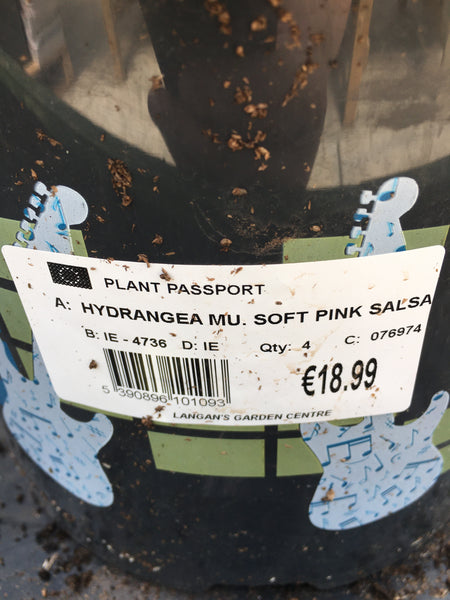 PLANT PASSPORT
A: HYDRANGEA MU. SOFT PINK SALSA
B: IE - 4736 D: IE Qty: 4 C: 076974
€18.99
5 390896 101093
LANGAN'S GARDEN CENTRE